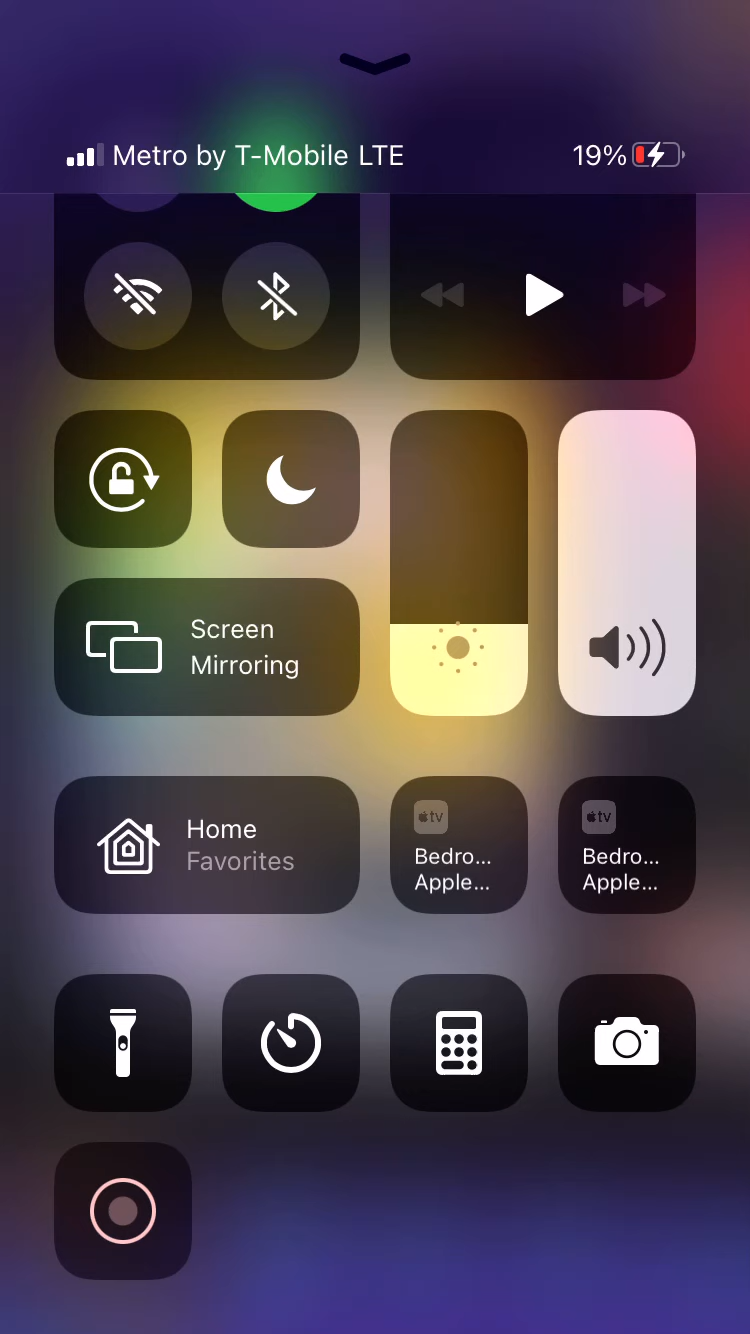 Metro by T-Mobile LTE
19%
Screen
Mirroring
Home
Favorites
tv
Bedro...
Apple...
tv
Bedro...
Apple...